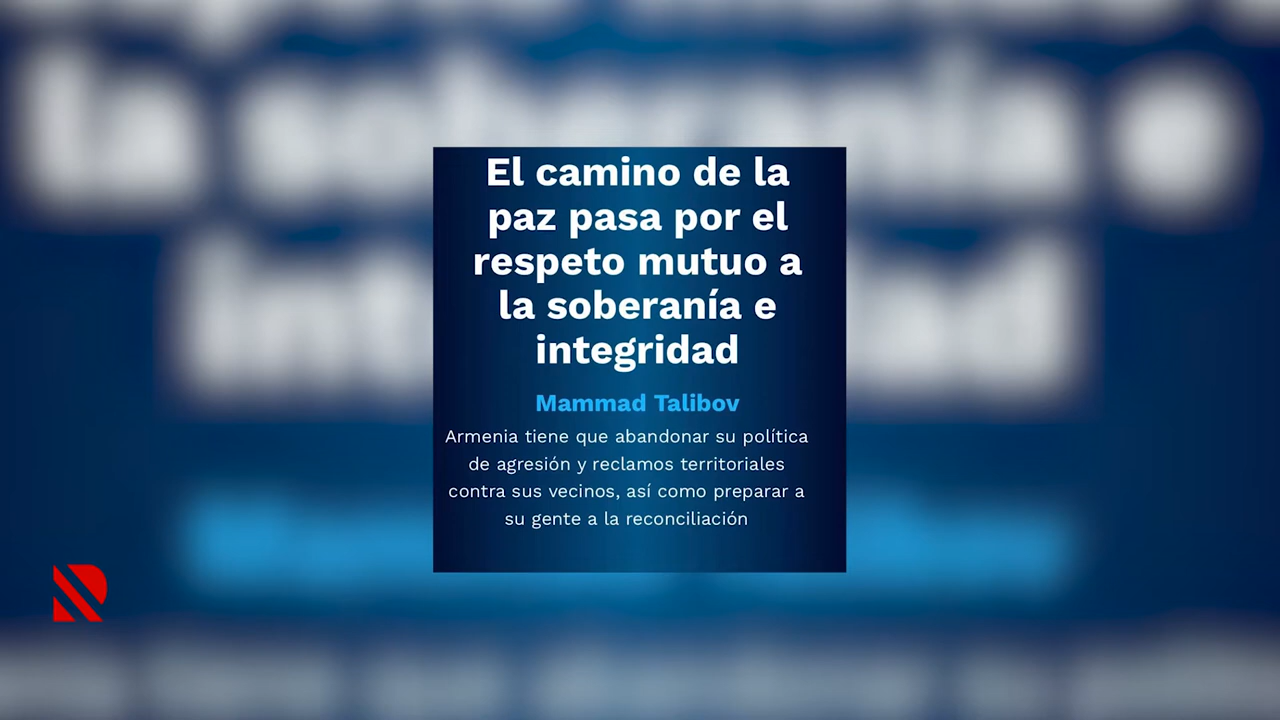 El camino de la
paz pasa por el
respeto mutuo a
la soberanía e
integridad
Mammad Talibov
Armenia tiene que abandonar su política
de agresión y reclamos territoriales
contra sus vecinos, así como preparar a
su gente a la reconciliación